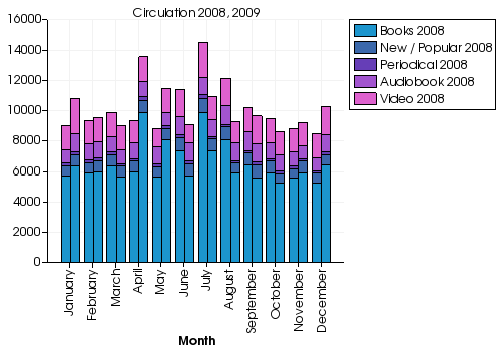 Circulation 2008, 2009
16000
14000
12000
10000
8000
6000
4000
2000
0
January
February
March
April
May
June
July
August
September
October
November
December
Month
Books 2008
New / Popular 2008
Periodical 2008
Audiobook 2008
Video 2008